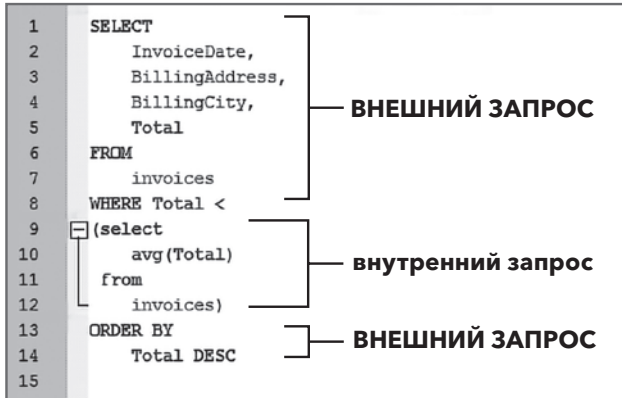 1 SELECT
2 InvoiceDate,
3 BillingAddress,
4 BillingCity,
5 Total
ВНЕШНИЙ ЗАПРОС
6 FROM
7 invoices
8 WHERE Total <
9 (select
10 avg(Total)
11 from
12 invoices)
внутренний запрос
13 ORDER BY
14 Total DESC
ВНЕШНИЙ ЗАПРОС
15